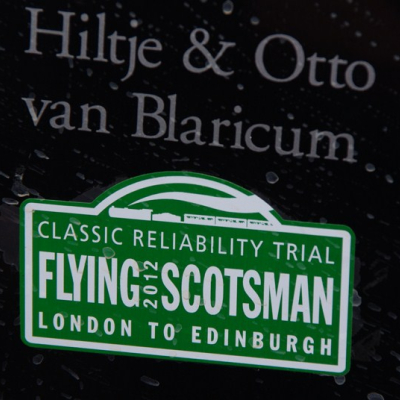 Hiltje & Otto
van Blaricum
CLASSIC RELIABILITY TRIAL
FLYING 2012 SCOTSMAN
LONDON TO EDINBURGH